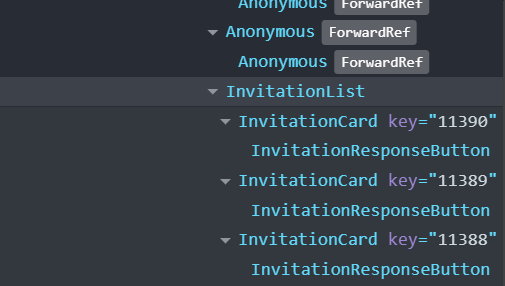 Anonymous ForwardRef
Anonymous ForwardRef
Anonymous ForwardRef
InvitationList
InvitationCard key="11390"
InvitationResponseButton
InvitationCard key="11389"
InvitationResponseButton
InvitationCard key="11388"
InvitationResponseButton